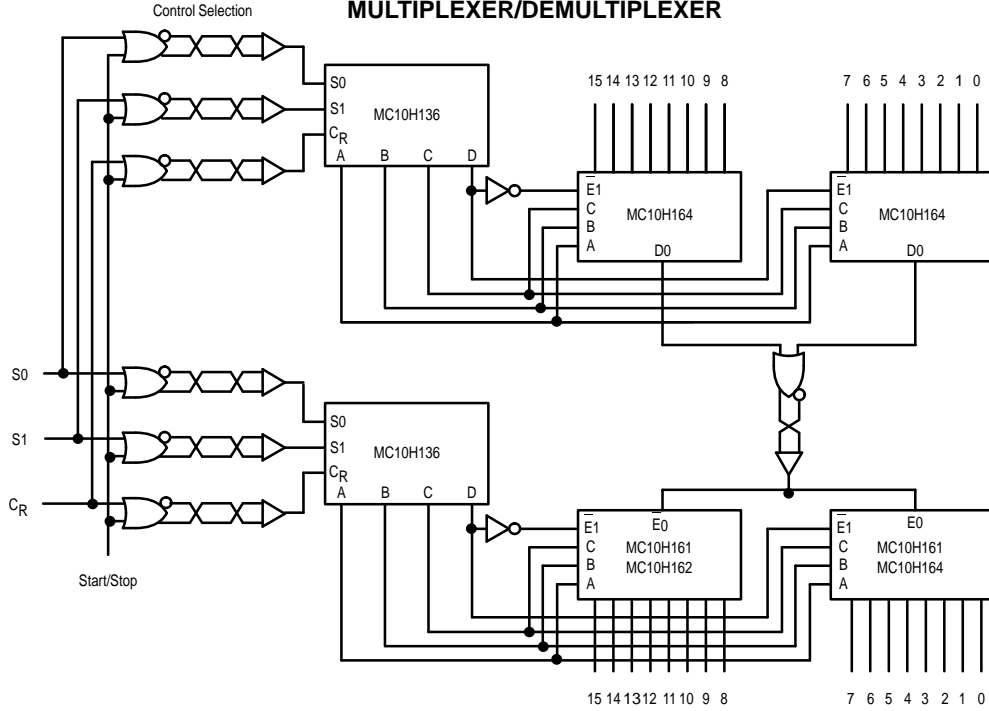 MULTIPLEXER/DEMULTIPLEXER
Control Selection
S0
S1
CR
MC10H136
A B C D
15 14 13 12 11 10 9 8
E1
C
B
A
MC10H164
D0
7 6 5 4 3 2 1 0
E1
C
B
A
MC10H164
D0
S0
S1
CR
Start/Stop
S0
S1
CR
MC10H136
A B C D
E1
C
B
A
E0
MC10H161
MC10H162
15 14 13 12 11 10 9 8
E1
C
B
A
E0
MC10H161
MC10H164
7 6 5 4 3 2 1 0